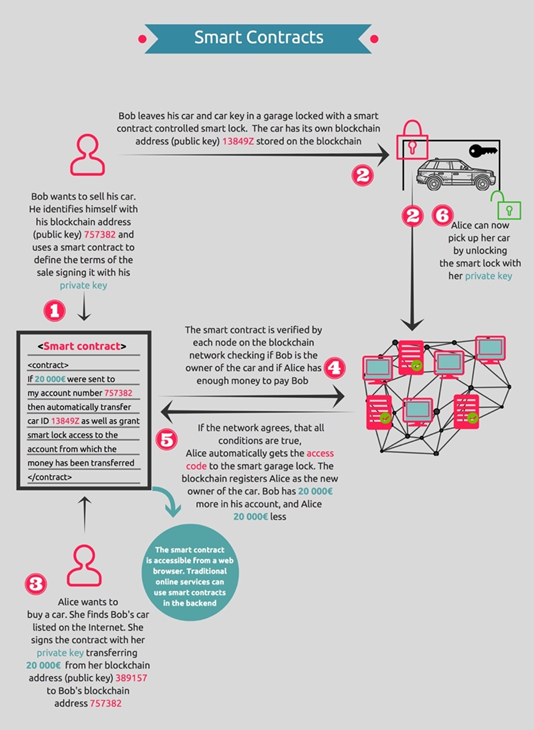 Smart Contracts
Bob leaves his car and car key in a garage locked with a smart
contract controlled smart lock. The car has its own blockchain
address (public key) 13849Z stored on the blockchain
2
Bob wants to sell his car.
He identifies himself with
his blockchain address
(public key) 757382 and
uses a smart contract to
define the terms of the
sale signing it with his
private key
1
2
6
Alice can now
pick up her car
by unlocking
the smart lock with
her private key
<Smart contract>
<contract>
If 20 000€ were sent to
my account number 757382
then automatically transfer
car ID 13849Z as well as grant
smart lock access to the
account from which the
money has been transferred
</contract>
The smart contract is verified by
each node on the blockchain
network checking if Bob is the
owner of the car and if Alice has
enough money to pay Bob
4
5
If the network agrees, that all
conditions are true,
Alice automatically gets the access
code to the smart garage lock. The
blockchain registers Alice as the new
owner of the car. Bob has 20 000€
more in his account, and Alice
20 000€ less
The smart contract
is accessible from a web
browser. Traditional
online services can
use smart contracts
in the backend
3
Alice wants to
buy a car. She finds Bob's car
listed on the Internet. She
signs the contract with her
private key transferring
20 000€ from her blockchain
address (public key) 389157
to Bob's blockchain
address 757382